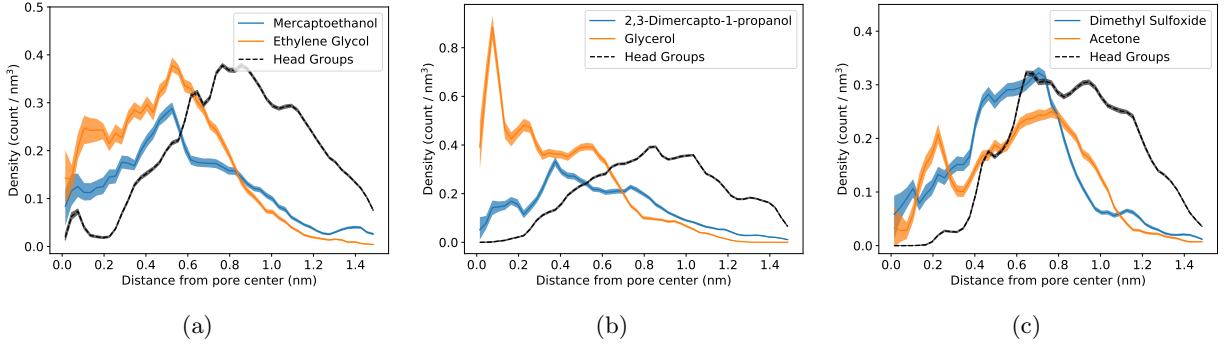 0.5
0.4
0.3
0.2
0.1
0.0
Density (count / nm³)
0.0 0.2 0.4 0.6 0.8 1.0 1.2 1.4
Distance from pore center (nm)
Mercaptoethanol
Ethylene Glycol
Head Groups
(a)
0.8
0.6
0.4
0.2
0.0
Density (count / nm³)
0.0 0.2 0.4 0.6 0.8 1.0 1.2 1.4
Distance from pore center (nm)
2,3-Dimercapto-1-propanol
Glycerol
Head Groups
(b)
0.4
0.3
0.2
0.1
0.0
Density (count / nm³)
0.0 0.2 0.4 0.6 0.8 1.0 1.2 1.4
Distance from pore center (nm)
Dimethyl Sulfoxide
Acetone
Head Groups
(c)